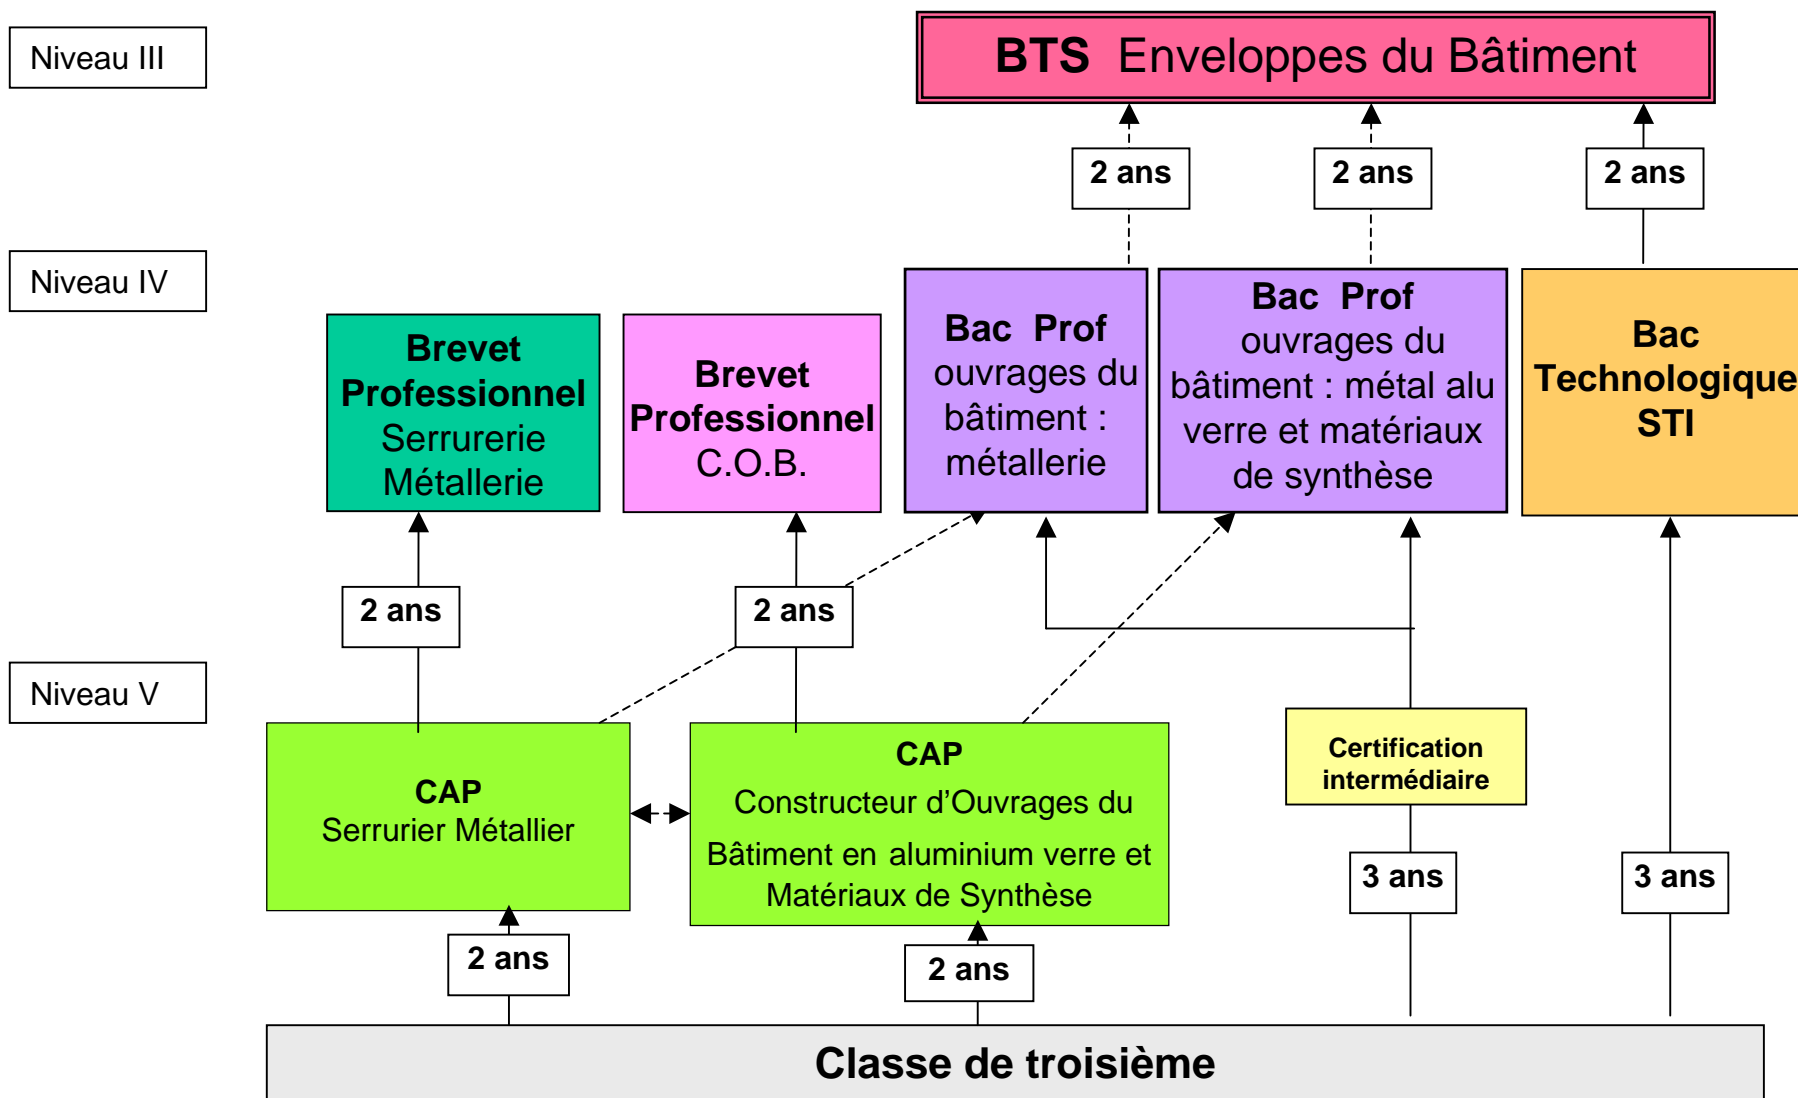 Niveau III
BTS Enveloppes du Bâtiment
2 ans
2 ans
2 ans
Niveau IV
Brevet
Professionnel
Serrurerie
Métallerie
Brevet
Professionnel
C.O.B.
Bac Prof
ouvrages du
bâtiment :
métallerie
Bac Prof
ouvrages du
bâtiment : métal alu
verre et matériaux
de synthèse
Bac
Technologique
STI
2 ans
2 ans
Niveau V
CAP
Serrurier Métallier
CAP
Constructeur d’Ouvrages du
Bâtiment en aluminium verre et
Matériaux de Synthèse
Certification
intermédiaire
2 ans
2 ans
3 ans
3 ans
Classe de troisième